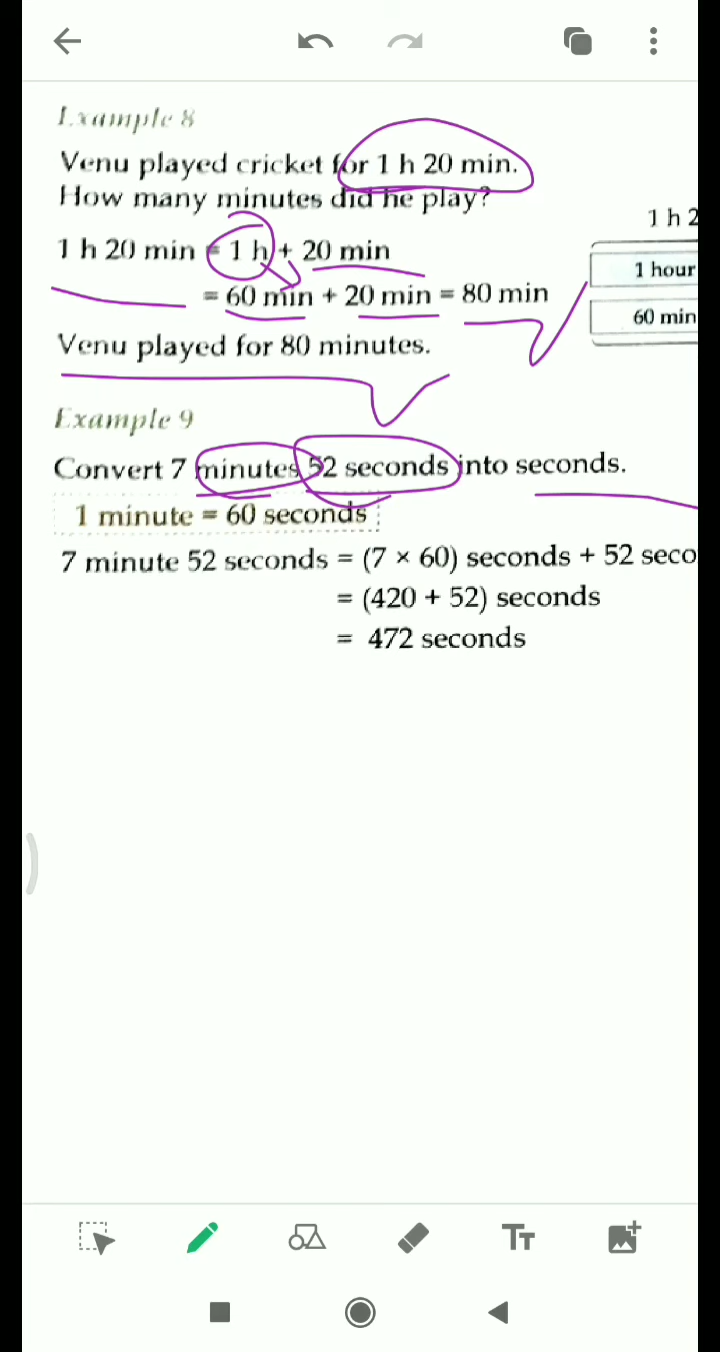 Example 8
Venu played cricket for 1 h 20 min.
How many minutes did he play?
1 h 20 min = 1 h + 20 min
= 60 min + 20 min = 80 min
Venu played for 80 minutes.
1 h 2
1 hour
60 min
Example 9
Convert 7 minutes 52 seconds into seconds.
1 minute = 60 seconds
7 minute 52 seconds = (7 × 60) seconds + 52 seco
= (420 + 52) seconds
= 472 seconds
TT